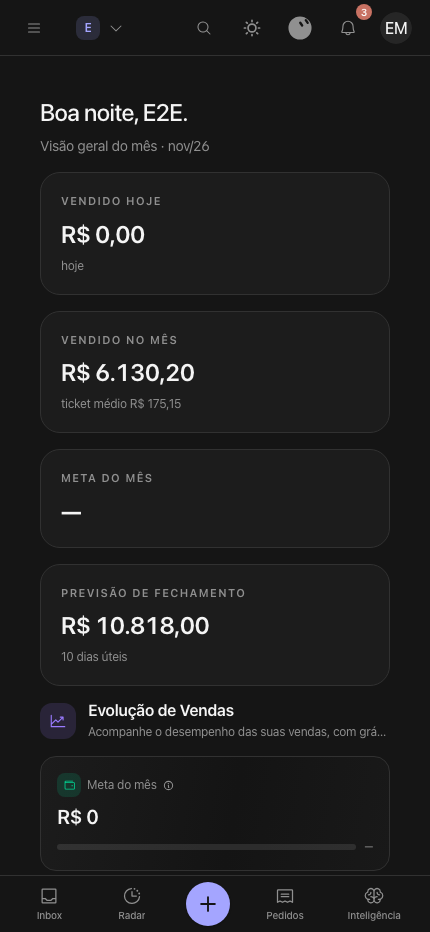 E
3
EM
Boa noite, E2E.
Visão geral do mês · nov/26
VENDIDO HOJE
R$ 0,00
hoje
VENDIDO NO MÊS
R$ 6.130,20
ticket médio R$ 175,15
META DO MÊS
—
PREVISÃO DE FECHAMENTO
R$ 10.818,00
10 dias úteis
Evolução de Vendas
Acompanhe o desempenho das suas vendas, com grá...
Meta do mês
R$ 0
—
Inbox
Radar
Pedidos
Inteligência